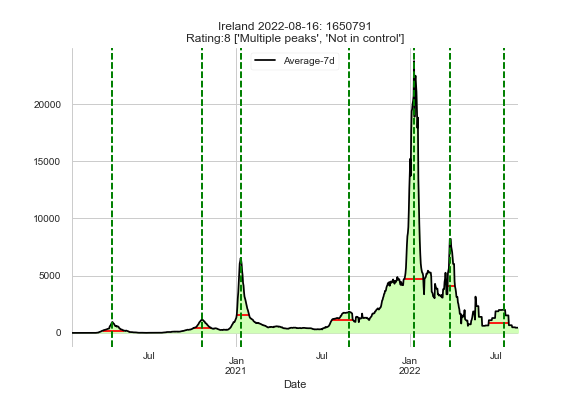 Ireland 2022-08-16: 1650791
Rating:8 ['Multiple peaks', 'Not in control']
Average-7d
20000
15000
10000
5000
0
Jul
Jan
2021
Jul
Jan
2022
Jul
Date